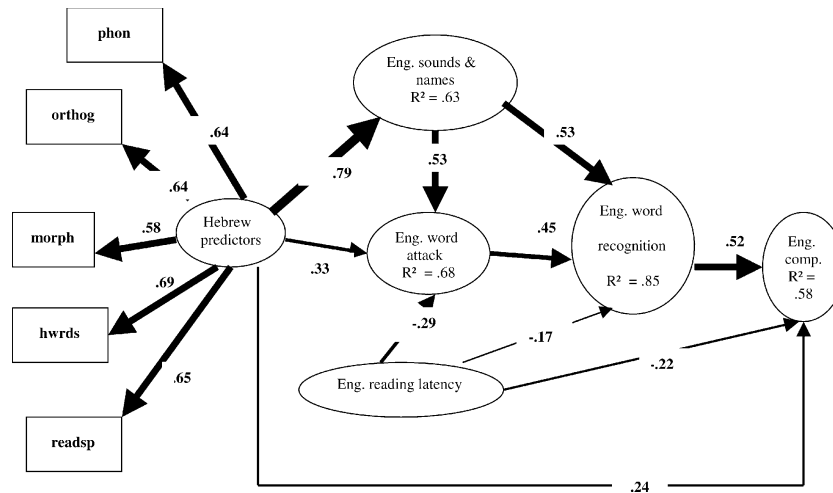 phon
orthog
morph
hwrds
readsp
.64
.64
.58
.69
.65
Hebrew
predictors
.79
.33
Eng. sounds &
names
R² = .63
.53
.53
Eng. word
attack
R² = .68
.45
-.29
Eng. reading latency
-.17
-.22
Eng. word
recognition
R² = .85
.52
Eng.
comp.
R² =
.58
.24